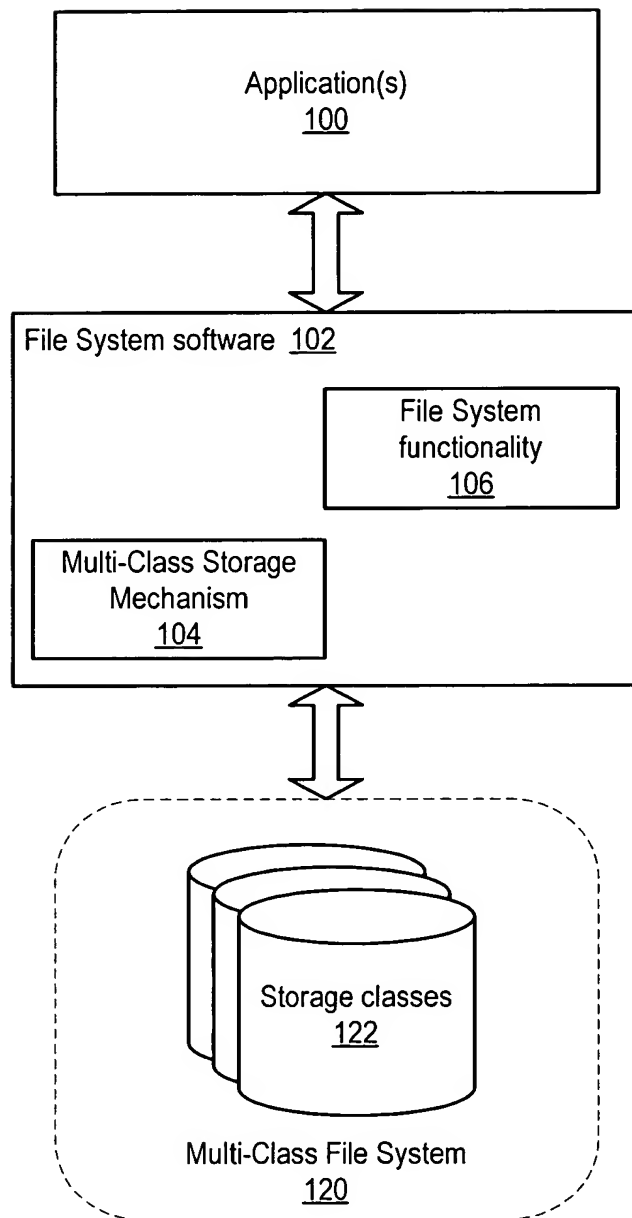 Application(s)
100
File System software 102
File System
functionality
106
Multi-Class Storage
Mechanism
104
Storage classes
122
Multi-Class File System
120